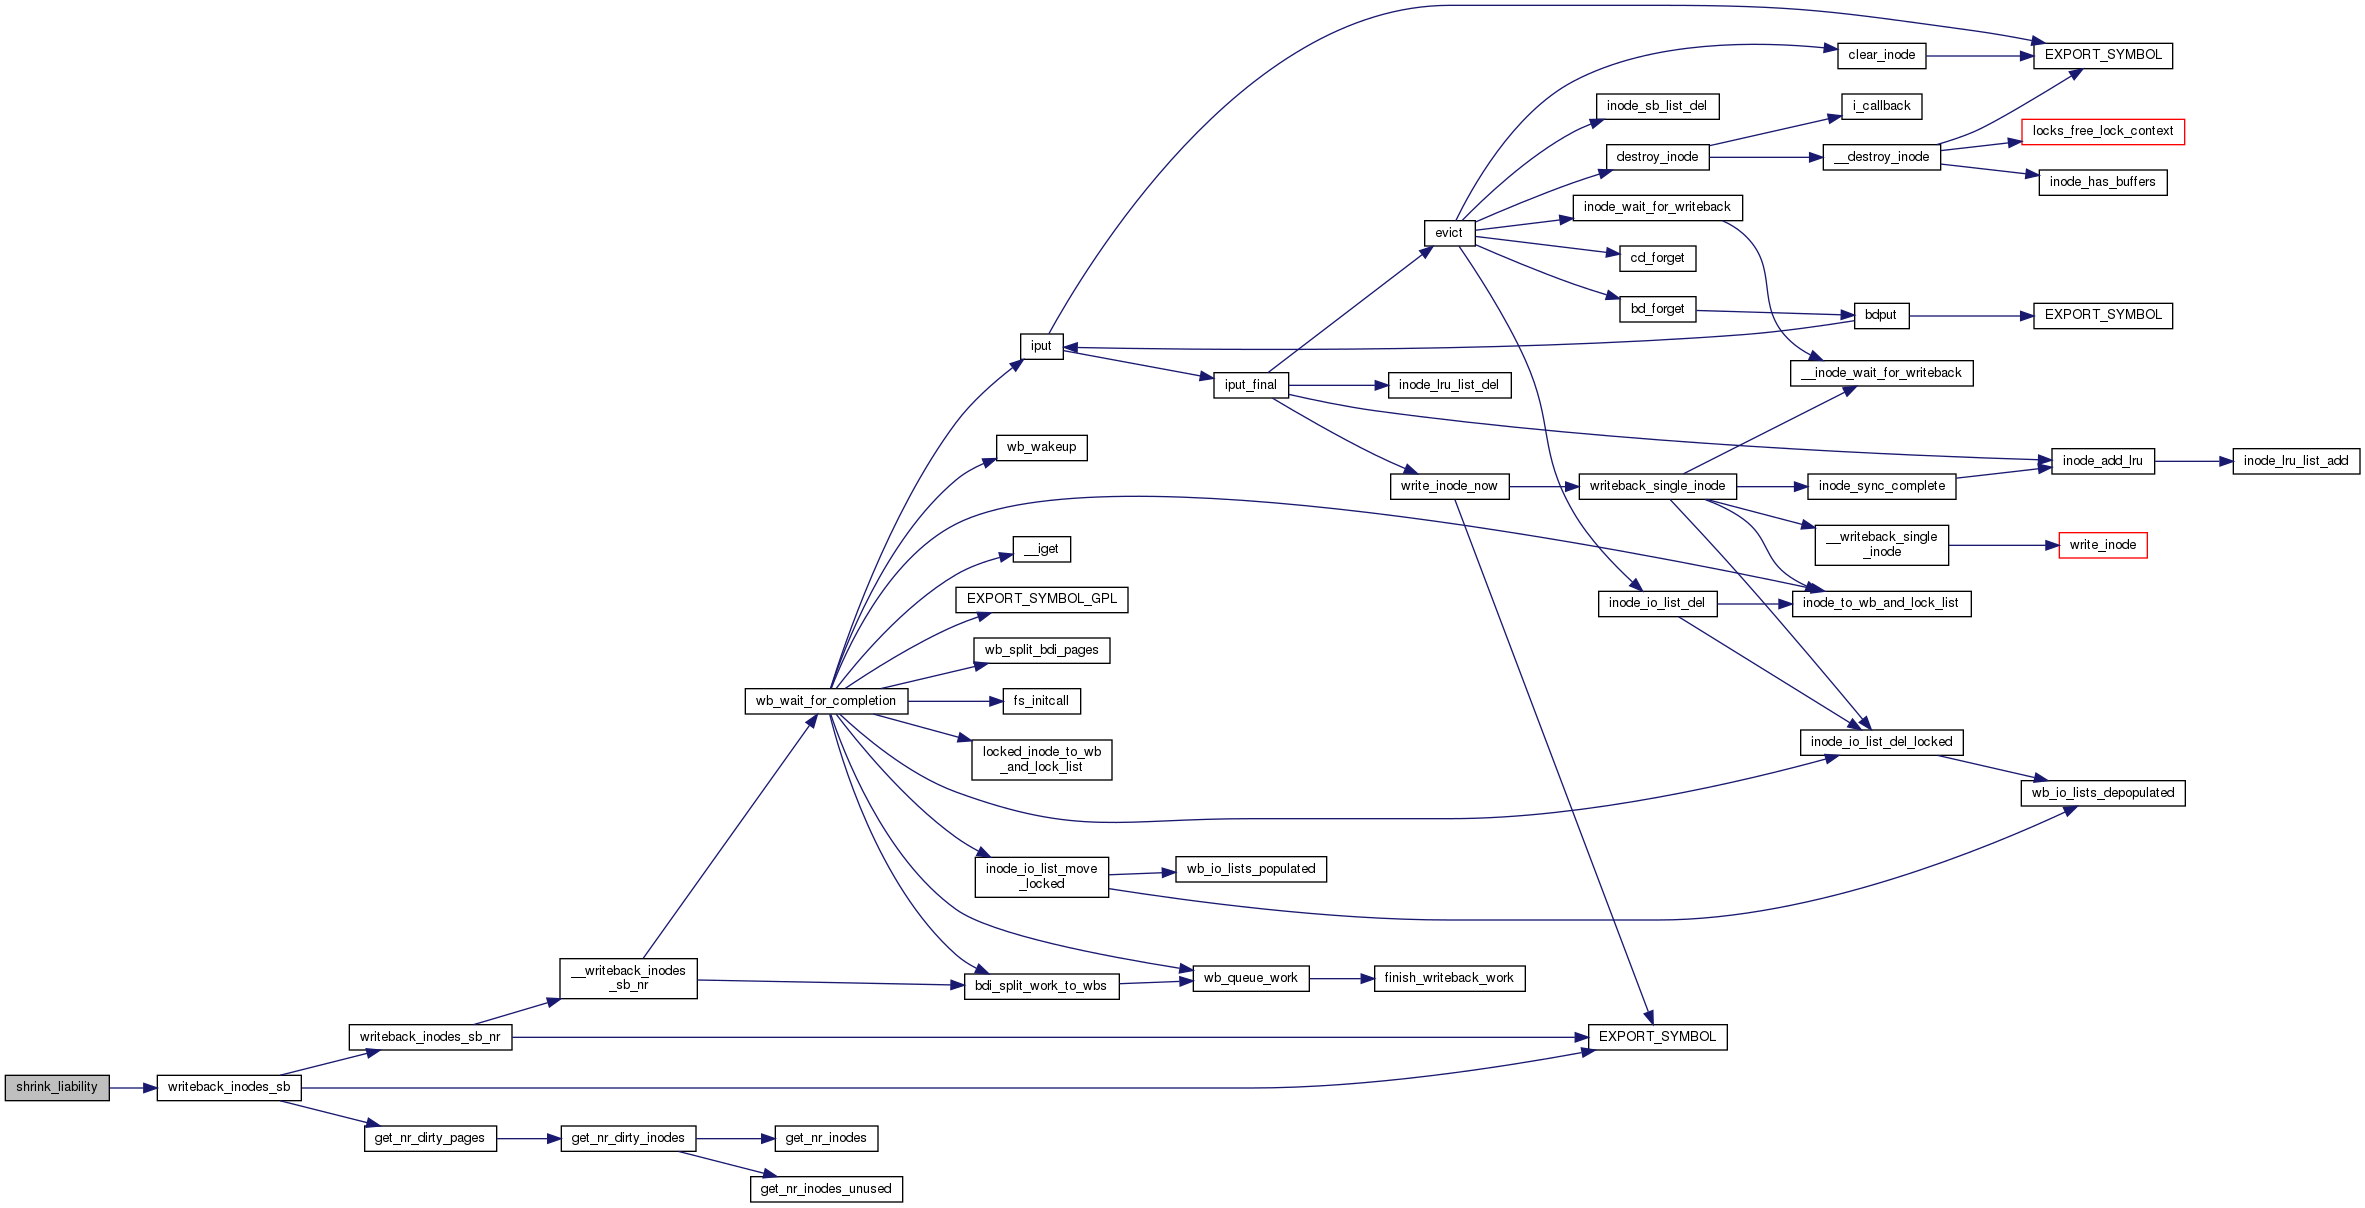 EXPORT_SYMBOL
clear_inode
inode_sb_list_del
i_callback
locks_free_lock_context
destroy_inode
__destroy_inode
inode_has_buffers
inode_wait_for_writeback
evict
cd_forget
bd_forget
bdput
EXPORT_SYMBOL
iput
__inode_wait_for_writeback
iput_final
inode_lru_list_del
wb_wakeup
inode_add_lru
inode_lru_list_add
write_inode_now
writeback_single_inode
inode_sync_complete
__iget
__writeback_single
_inode
write_inode
EXPORT_SYMBOL_GPL
inode_io_list_del
inode_to_wb_and_lock_list
wb_split_bdi_pages
wb_wait_for_completion
fs_initcall
locked_inode_to_wb
_and_lock_list
inode_io_list_del_locked
wb_io_lists_depopulated
inode_io_list_move
_locked
wb_io_lists_populated
__writeback_inodes
_sb_nr
bdi_split_work_to_wbs
wb_queue_work
finish_writeback_work
writeback_inodes_sb_nr
EXPORT_SYMBOL
shrink_liability
writeback_inodes_sb
get_nr_dirty_pages
get_nr_dirty_inodes
get_nr_inodes
get_nr_inodes_unused